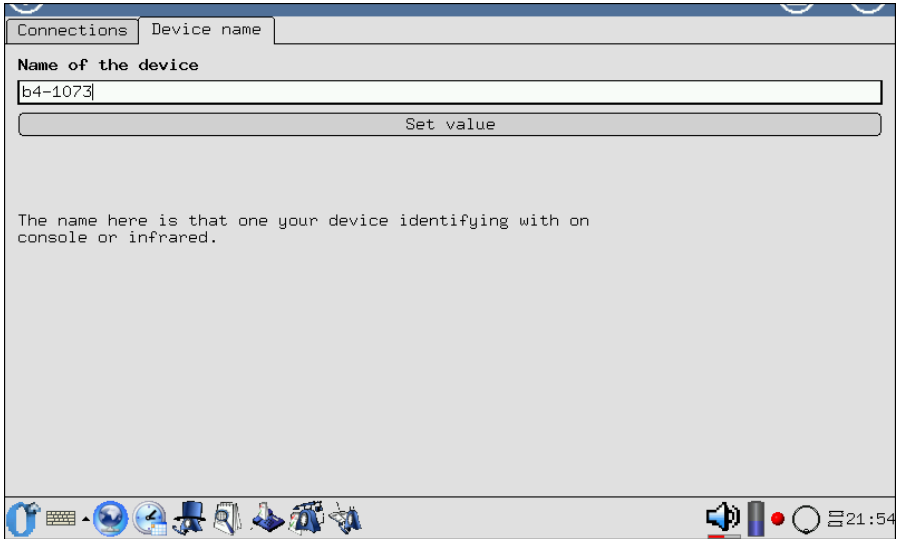 Connections Device name
Name of the device
b4-1073
Set value
The name here is that one your device identifying with on
console or infrared.
21:54